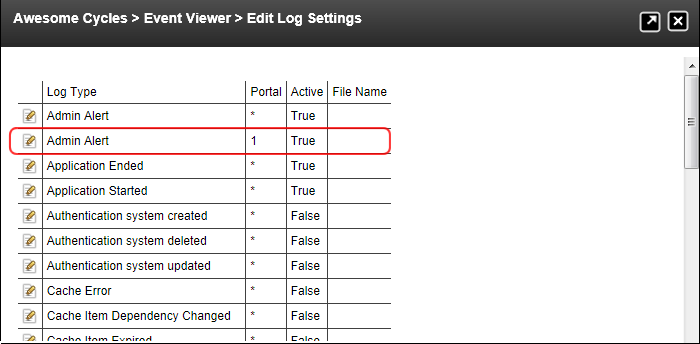 Awesome Cycles > Event Viewer > Edit Log Settings
Log Type Portal Active File Name
Admin Alert * True
Admin Alert 1 True
Application Ended * True
Application Started * True
Authentication system created * False
Authentication system deleted * False
Authentication system updated * False
Cache Error * False
Cache Item Dependency Changed * False
Cache Item Expired * False